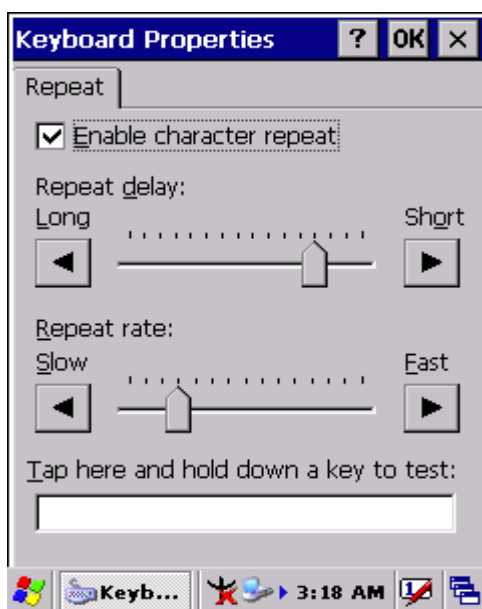 Keyboard Properties ? OK ×
Repeat
Enable character repeat
Repeat delay:
Long Short
Repeat rate:
Slow Fast
Tap here and hold down a key to test:
Keyb... 3:18 AM